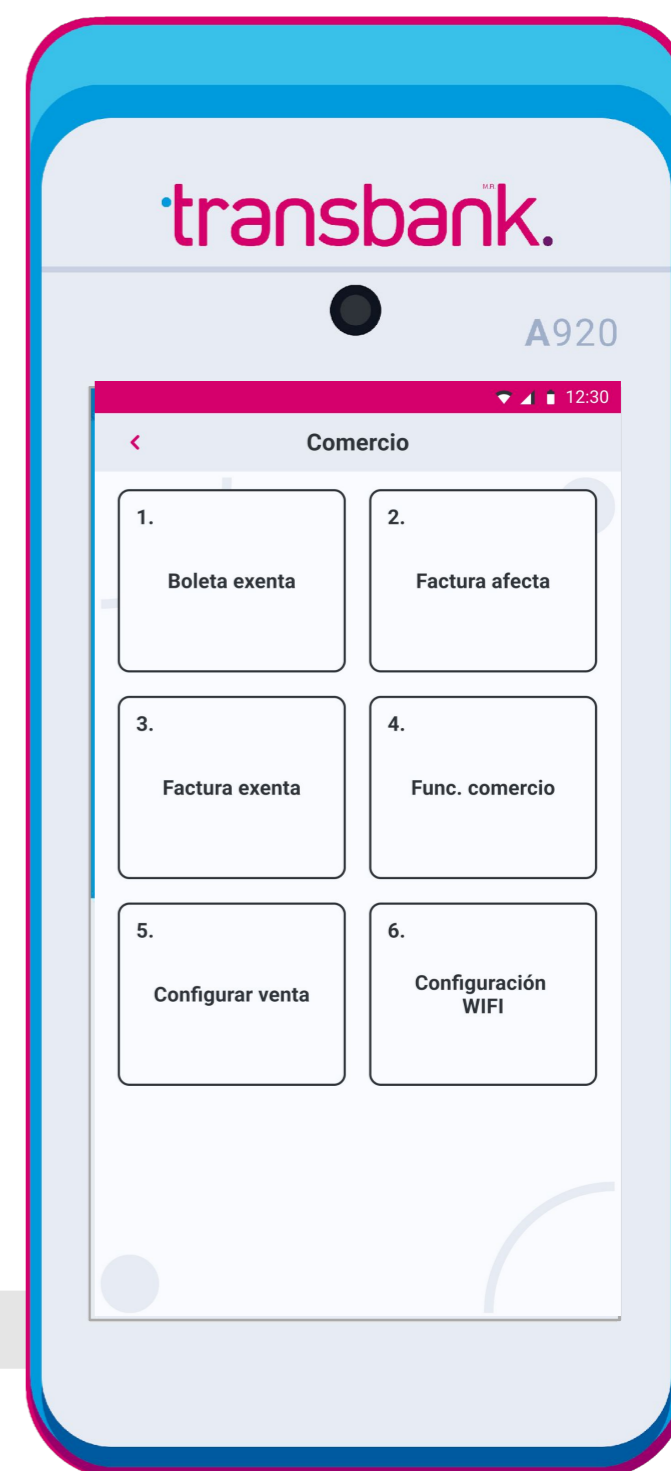 transbank.
M.R.
A920
12:30
Comercio
1.
Boleta exenta
2.
Factura afecta
3.
Factura exenta
4.
Func. comercio
5.
Configurar venta
6.
Configuración
WIFI